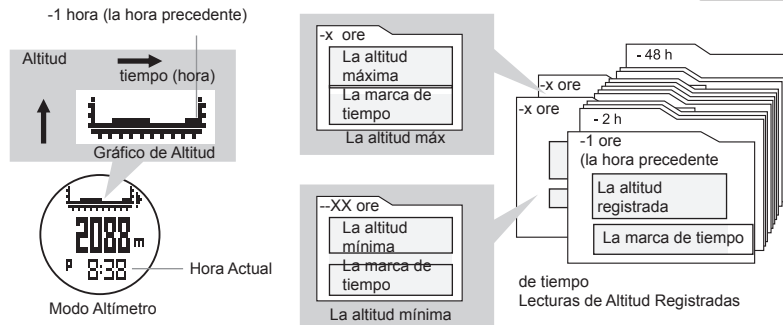 -1 hora (la hora precedente)
Altitud
tiempo (hora)
Gráfico de Altitud
2088 m
P 8:38
Hora Actual
Modo Altímetro
-x ore
La altitud
máxima
La marca de
tiempo
La altitud máx
--XX ore
La altitud
mínima
La marca de
tiempo
La altitud mínima
- 48 h
-x ore
-x ore
- 2 h
-1 ore
(la hora precedente
La altitud
registrada
La marca de tiempo
de tiempo
Lecturas de Altitud Registradas